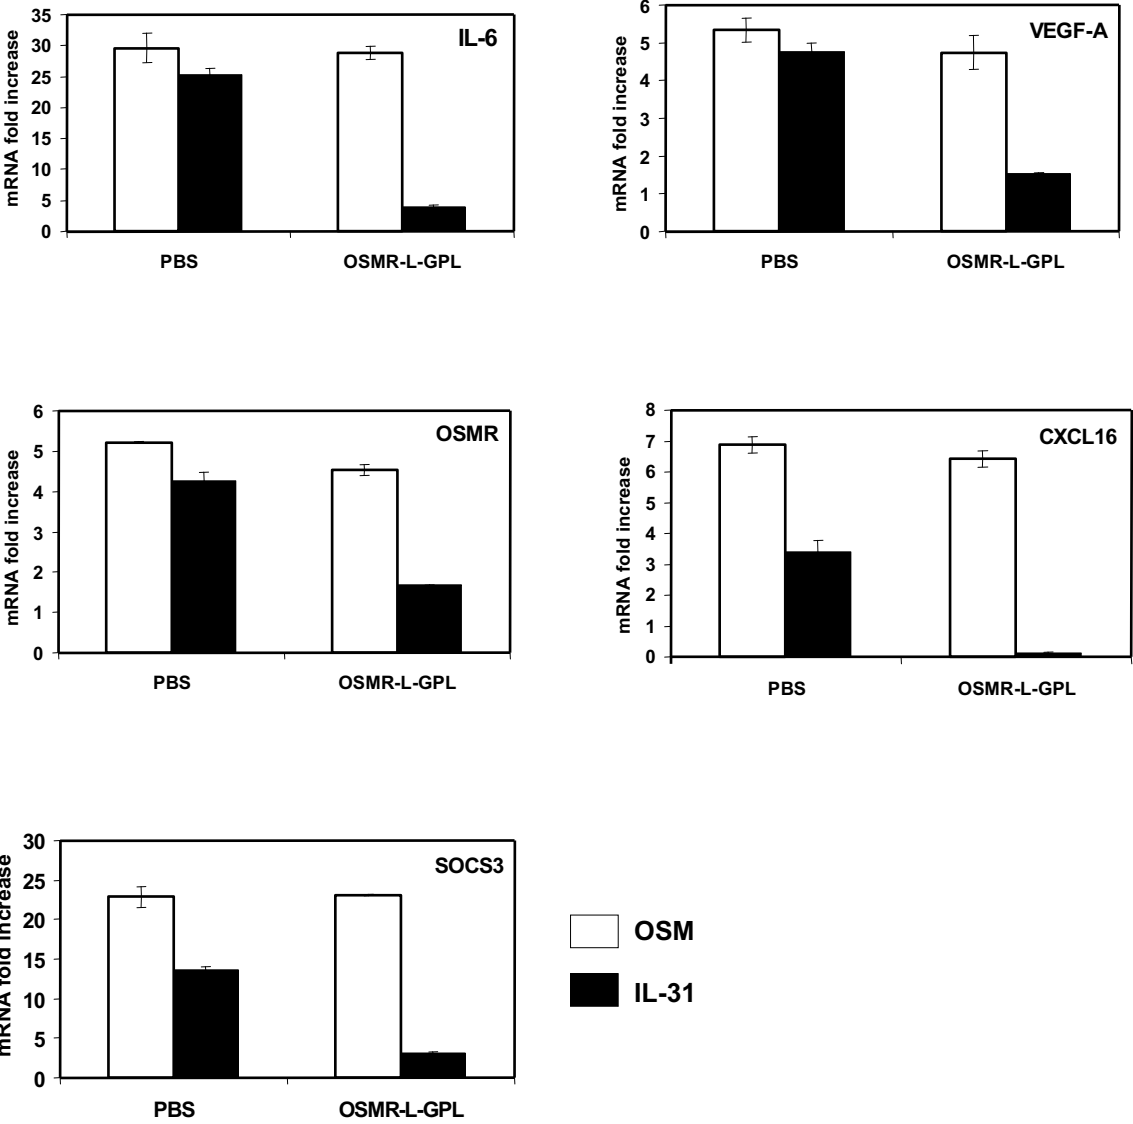 IL-6
mRNA fold increase
35
30
25
20
15
10
5
0
PBS OSMR-L-GPL
VEGF-A
mRNA fold increase
6
5
4
3
2
1
0
PBS OSMR-L-GPL
OSMR
mRNA fold increase
6
5
4
3
2
1
0
PBS OSMR-L-GPL
CXCL16
mRNA fold increase
8
7
6
5
4
3
2
1
0
PBS OSMR-L-GPL
SOCS3
mRNA fold increase
30
25
20
15
10
5
0
PBS OSMR-L-GPL
OSM
IL-31